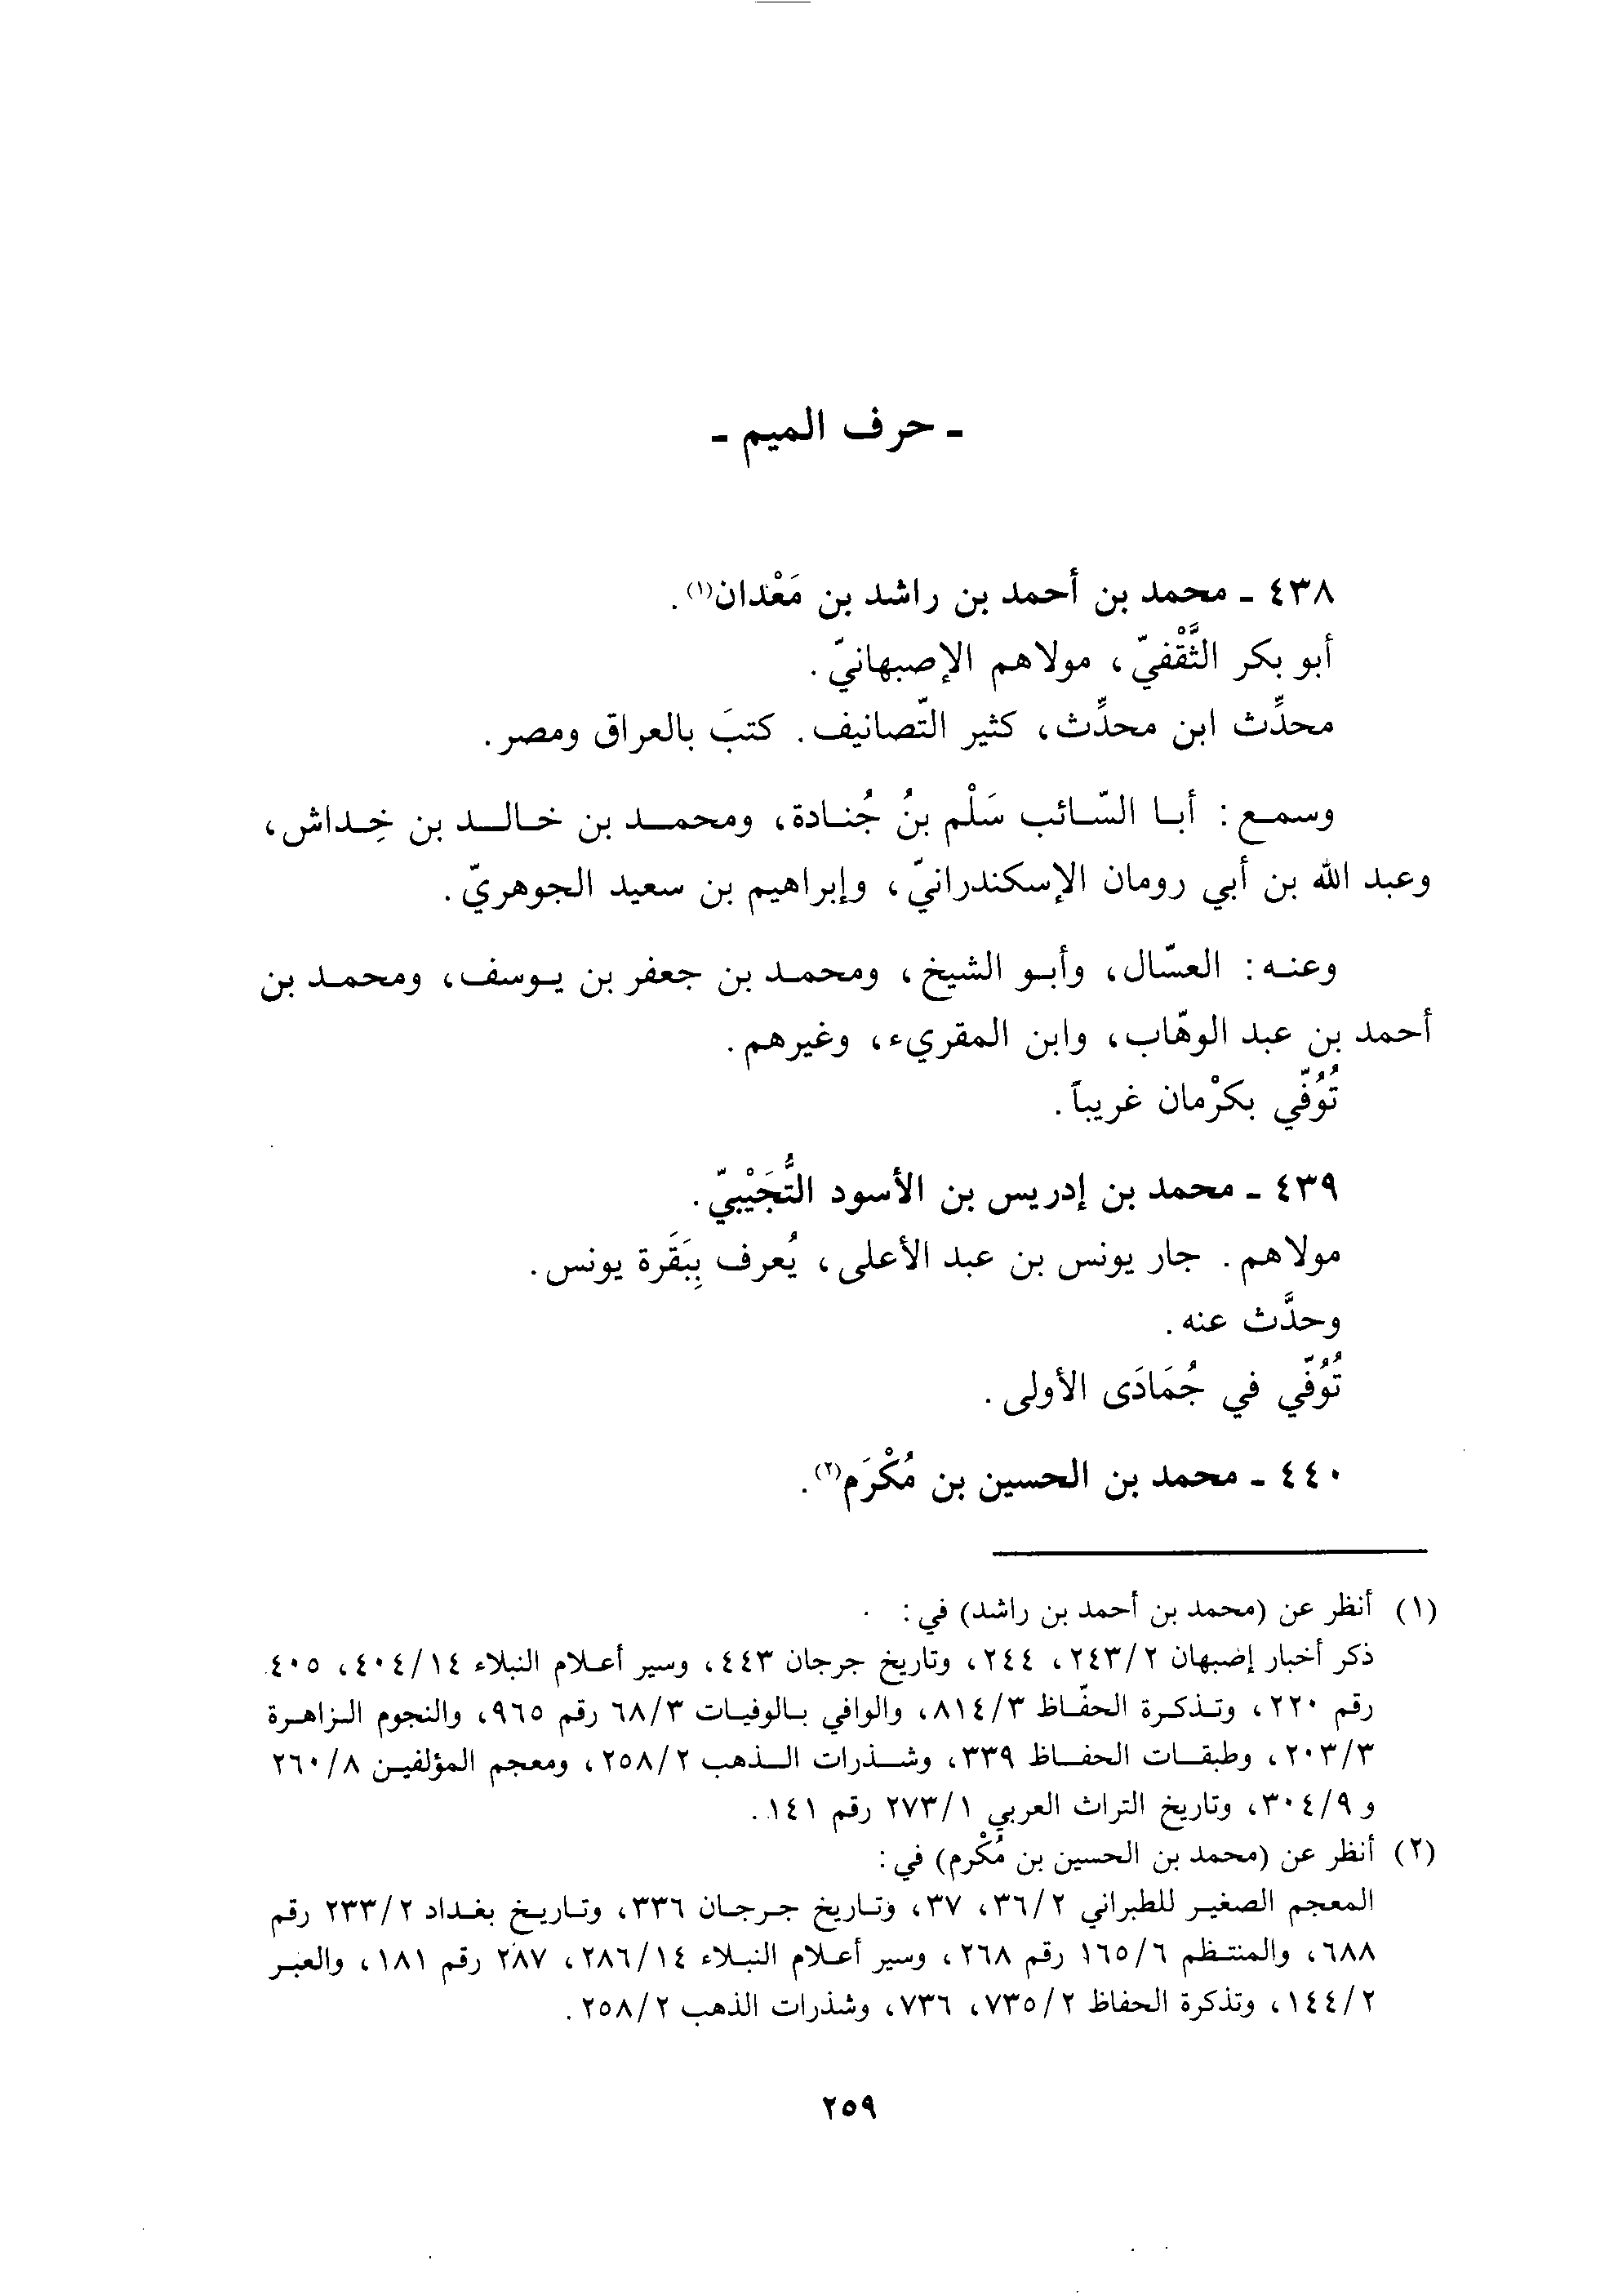 ـ حرف الميم ـ
٤٣٨ ـ محمد بن أحمد بن راشد بن مَعْدان(١).
أبو بكر الثَّقْفيّ، مولاهم الإصبهانيّ.
محدِّث ابن محدِّث، كثير التّصانيف. كتبَ بالعراق ومصر.
وسمع: أبا السّائب سَلْم بنُ جُنادة، ومحمد بن خالد بن خِداش،
وعبد الله بن أبي رومان الإسكندرانيّ، وإبراهيم بن سعيد الجوهريّ.
وعنه: العسّال، وأبو الشيخ، ومحمد بن جعفر بن يوسف، ومحمد بن
أحمد بن عبد الوهّاب، وابن المقريء، وغيرهم.
تُوُفّي بكرْمان غريباً.
٤٣٩ ـ محمد بن إدريس بن الأسود التُّجَيْبيّ.
مولاهم. جار يونس بن عبد الأعلى، يُعرف بِبَقَرة يونس.
وحدَّث عنه.
تُوُفّي في جُمَادَى الأولى.
٤٤٠ ـ محمد بن الحسين بن مُكْرَم(٢).
(١) أنظر عن (محمد بن أحمد بن راشد) في:
ذكر أخبار إصبهان ٢٤٣/٢، ٢٤٤، وتاريخ جرجان ٤٤٣، وسير أعلام النبلاء ٤٠٤/١٤، ٤٠٥
رقم ٢٢٠، وتذكرة الحفّاظ ٨١٤/٣، والوافي بالوفيات ٦٨/٣ رقم ٩٦٥، والنجوم الزاهرة
٢٠٣/٣، وطبقات الحفاظ ٣٣٩، وشذرات الذهب ٢٥٨/٢، ومعجم المؤلفين ٢٦٠/٨
و ٣٠٤/٩، وتاريخ التراث العربي ٢٧٣/١ رقم ١٤١.
(٢) أنظر عن (محمد بن الحسين بن مُكْرم) في:
المعجم الصغير للطبراني ٣٦/٢، ٣٧، وتاريخ جرجان ٣٣٦، وتاريخ بغداد ٢٣٣/٢ رقم
٦٨٨، والمنتظم ١٦٥/٦ رقم ٢٦٨، وسير أعلام النبلاء ٢٨٦/١٤، ٢٨٧ رقم ١٨١، والعبر
١٤٤/٢، وتذكرة الحفاظ ٧٣٥/٢، ٧٣٦، وشذرات الذهب ٢٥٨/٢.
٢٥٩